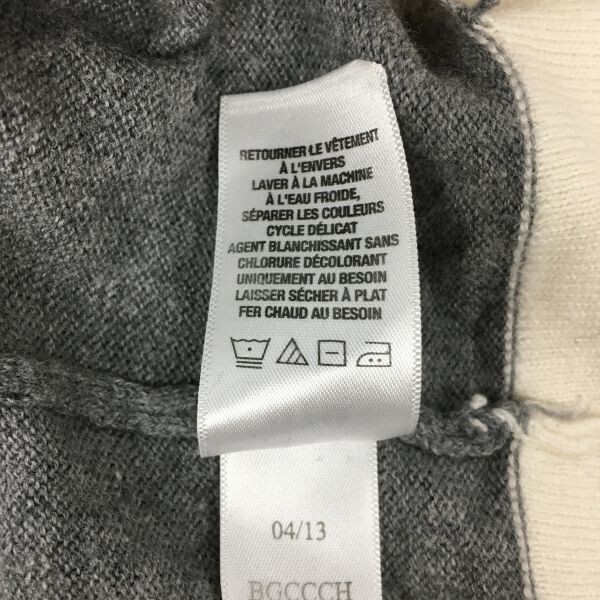 RETOURNER LE VÊTEMENT
À L'ENVERS
LAVER À LA MACHINE
À L'EAU FROIDE,
SÉPARER LES COULEURS
CYCLE DÉLICAT
AGENT BLANCHISSANT SANS
CHLORURE DÉCOLORANT
UNIQUEMENT AU BESOIN
LAISSER SÉCHER À PLAT
FER CHAUD AU BESOIN
04/13
BGCCCH